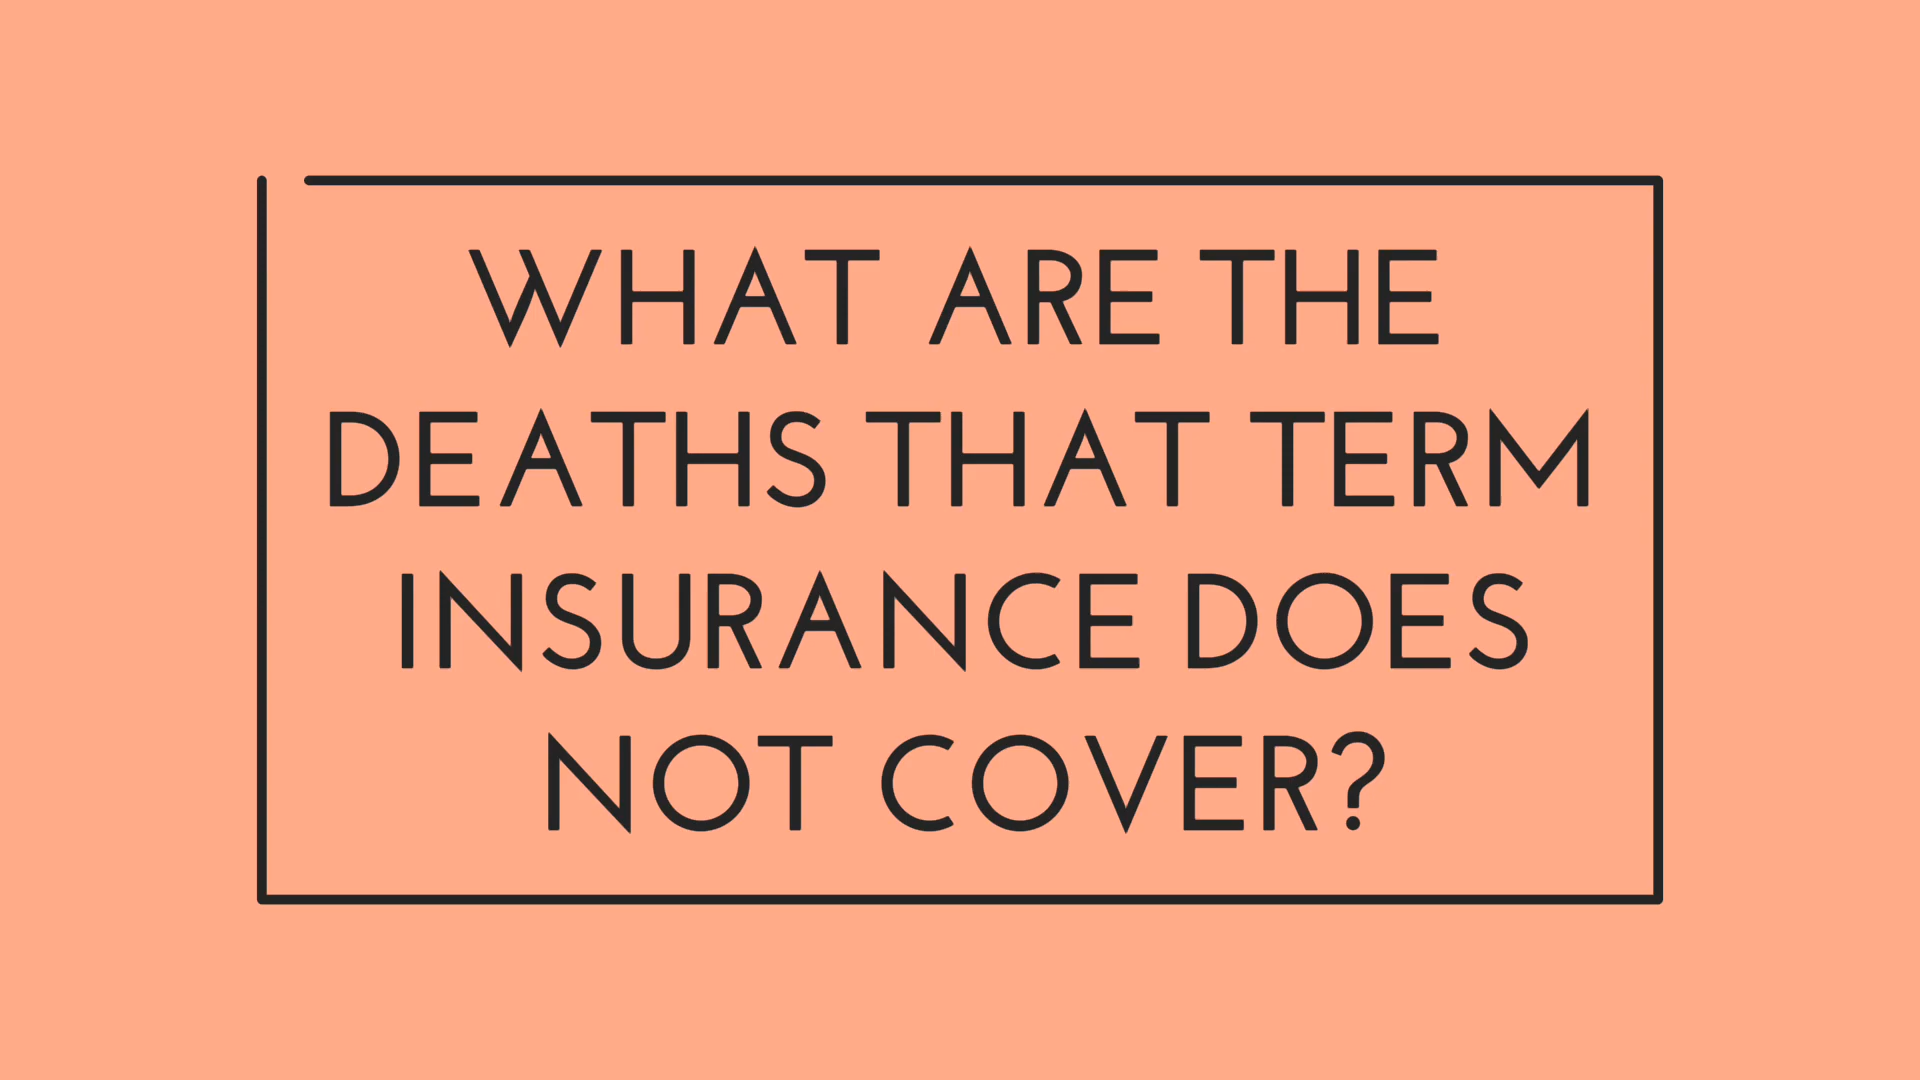 WHAT ARE THE
DEATHS THAT TERM
INSURANCE DOES
NOT COVER?